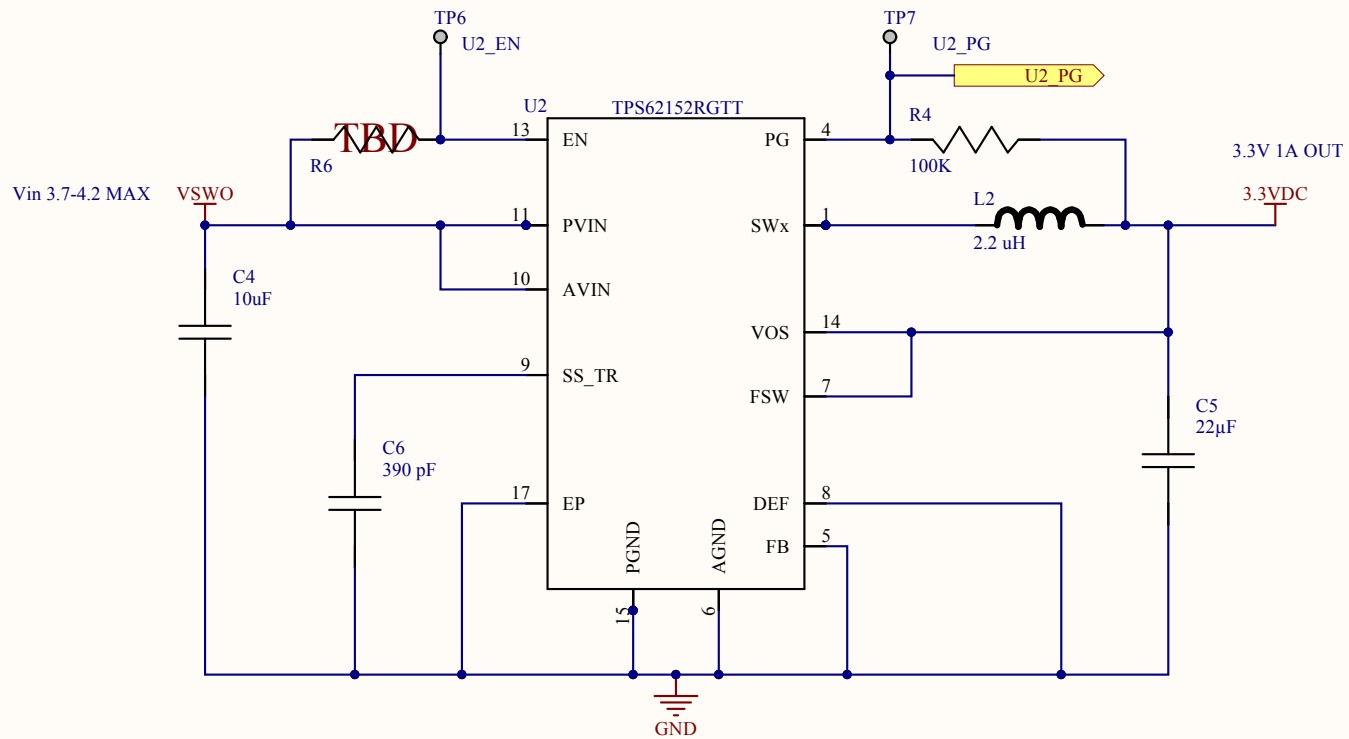 TP6
U2_EN
TP7
U2_PG
U2_PG
U2
TPS62152RGTT
R4
100K
TBD
R6
13
EN
PG
4
Vin 3.7-4.2 MAX
VSWO
3.3V 1A OUT
3.3VDC
11
PVIN
SWx
1
L2
2.2 uH
10
AVIN
C4
10uF
VOS
14
9
SS_TR
FSW
7
C5
22µF
C6
390 pF
17
EP
DEF
8
FB
5
PGND
AGND
15
6
GND